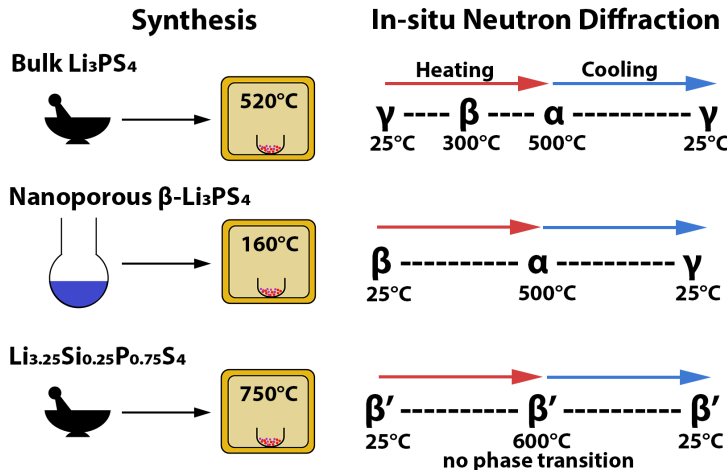 Synthesis
In-situ Neutron Diffraction
Bulk Li₃PS₄
520°C
Heating
Cooling
γ ---- β ---- α ---------- γ
25°C 300°C 500°C 25°C
Nanoporous β-Li₃PS₄
160°C
β ------------ α ---------- γ
25°C 500°C 25°C
Li₃.₂₅Si₀.₂₅P₀.₇₅S₄
750°C
β’ ------------ β’ ----------- β’
25°C 600°C 25°C
no phase transition